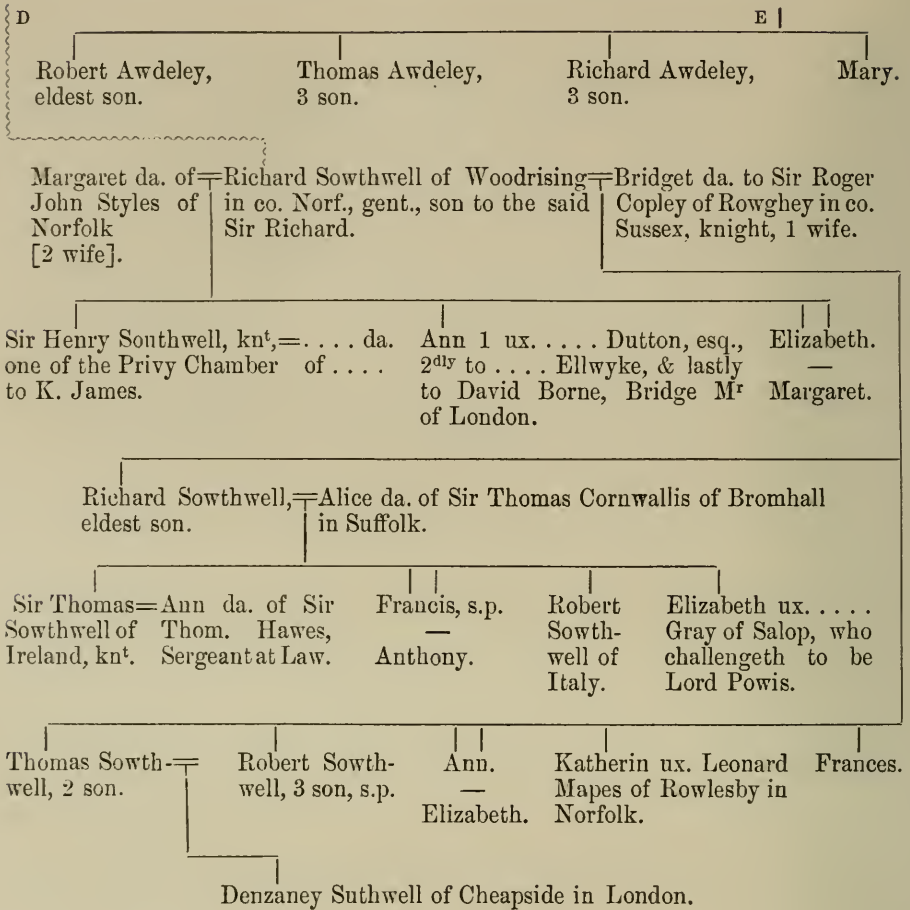 D E
Robert Awdeley, Thomas Awdeley, Richard Awdeley, Mary.
eldest son. 3 son. 3 son.
Margaret da. of=Richard Sowthwell of Woodrising=Bridget da. to Sir Roger
John Styles of in co. Norf., gent., son to the said Copley of Rowghey in co.
Norfolk Sir Richard. Sussex, knight, 1 wife.
[2 wife].
Sir Henry Southwell, knt,=. . . . da. Ann 1 ux. . . . . Dutton, esq., Elizabeth.
one of the Privy Chamber of . . . . 2dly to . . . . Ellwyke, & lastly —
to K. James. to David Borne, Bridge Mr Margaret.
of London.
Richard Sowthwell,=Alice da. of Sir Thomas Cornwallis of Bromhall
eldest son. in Suffolk.
Sir Thomas=Ann da. of Sir Francis, s.p. Robert Elizabeth ux. . . . .
Sowthwell of Thom. Hawes, — Sowth- Gray of Salop, who
Ireland, knt. Sergeant at Law. Anthony. well of challengeth to be
Italy. Lord Powis.
Thomas Sowth-= Robert Sowth- Ann. Katherin ux. Leonard Frances.
well, 2 son. well, 3 son, s.p. — Mapes of Rowlesby in
Elizabeth. Norfolk.
Denzaney Suthwell of Cheapside in London.